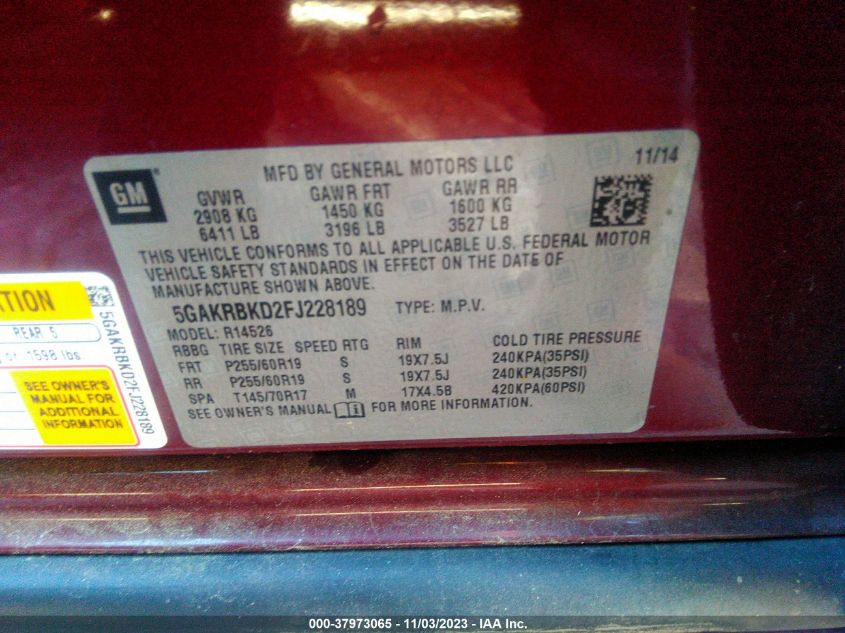 MFD BY GENERAL MOTORS LLC 11/14
GM
GVWR GAWR FRT GAWR RR
2908 KG 1450 KG 1600 KG
6411 LB 3196 LB 3527 LB
THIS VEHICLE CONFORMS TO ALL APPLICABLE U.S. FEDERAL MOTOR
VEHICLE SAFETY STANDARDS IN EFFECT ON THE DATE OF
MANUFACTURE SHOWN ABOVE.
5GAKRBKD2FJ228189 TYPE: M.P.V.
MODEL: R14526
RBBG TIRE SIZE SPEED RTG RIM COLD TIRE PRESSURE
FRT P255/60R19 S 19X7.5J 240KPA(35PSI)
RR P255/60R19 S 19X7.5J 240KPA(35PSI)
SPA T145/70R17 M 17X4.5B 420KPA(60PSI)
SEE OWNER'S MANUAL FOR MORE INFORMATION.
REAR 5
or 1598 lbs.
SEE OWNER'S
MANUAL FOR
ADDITIONAL
INFORMATION
5GAKRBKD2FJ228189
000-37973065 - 11/03/2023 - IAA Inc.